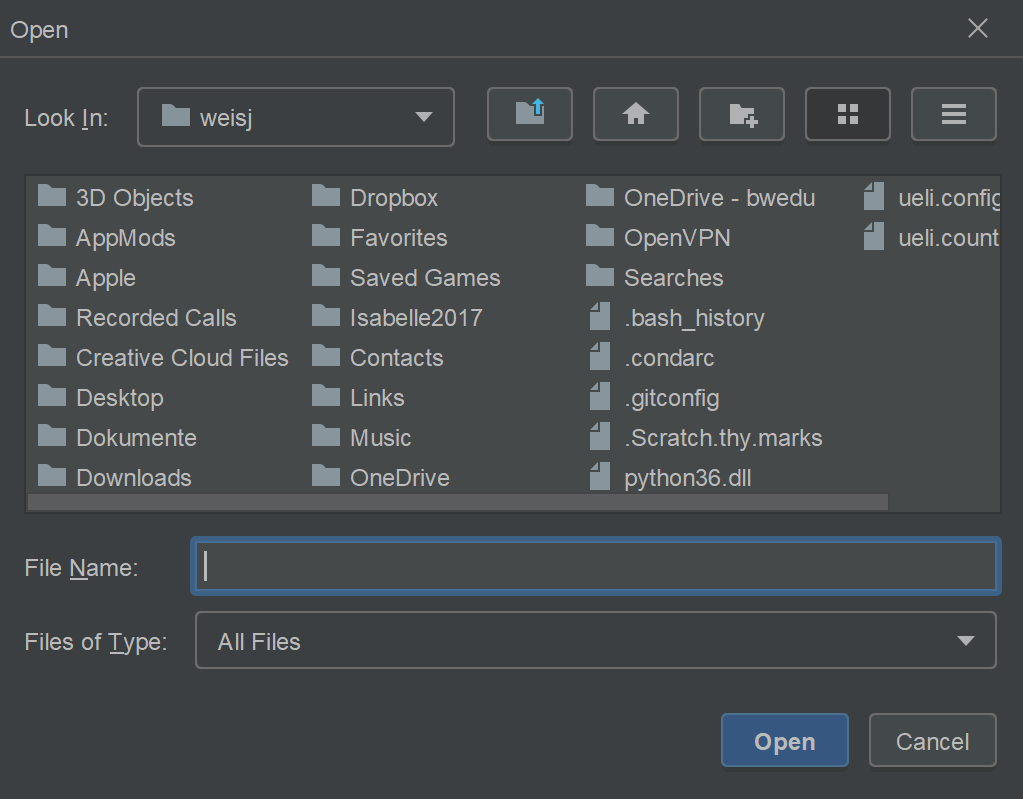 Open
Look In: weisj
3D Objects Dropbox OneDrive - bwedu ueli.config
AppMods Favorites OpenVPN ueli.count
Apple Saved Games Searches
Recorded Calls Isabelle2017 .bash_history
Creative Cloud Files Contacts .condarc
Desktop Links .gitconfig
Dokumente Music .Scratch.thy.marks
Downloads OneDrive python36.dll
File Name:
Files of Type: All Files
Open Cancel